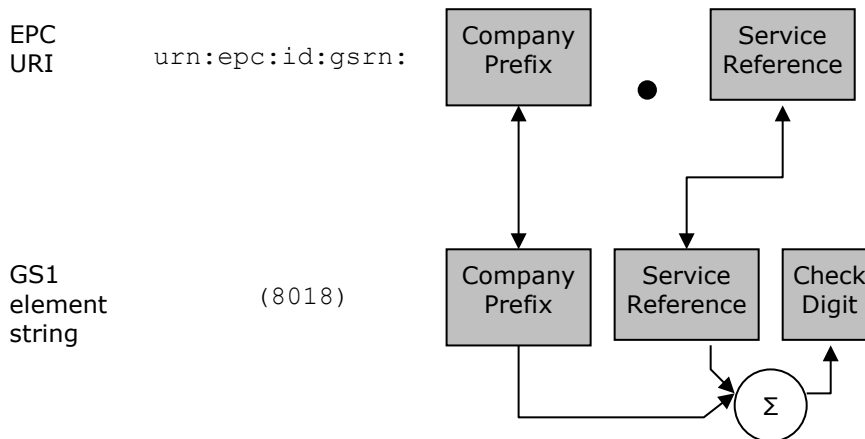 EPC
URI
urn:epc:id:gsrn:
Company
Prefix
●
Service
Reference
GS1
element
string
(8018)
Company
Prefix
Service
Reference
Check
Digit
Σ